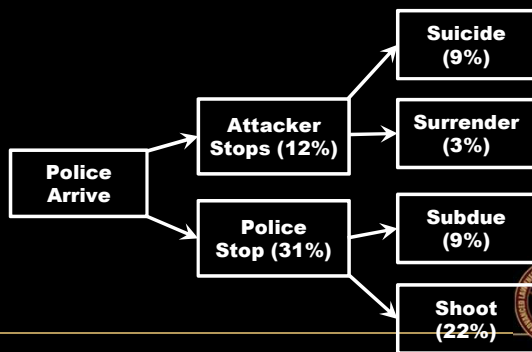 Suicide
(9%)
Attacker
Stops (12%)
Surrender
(3%)
Police
Arrive
Police
Stop (31%)
Subdue
(9%)
Shoot
(22%)